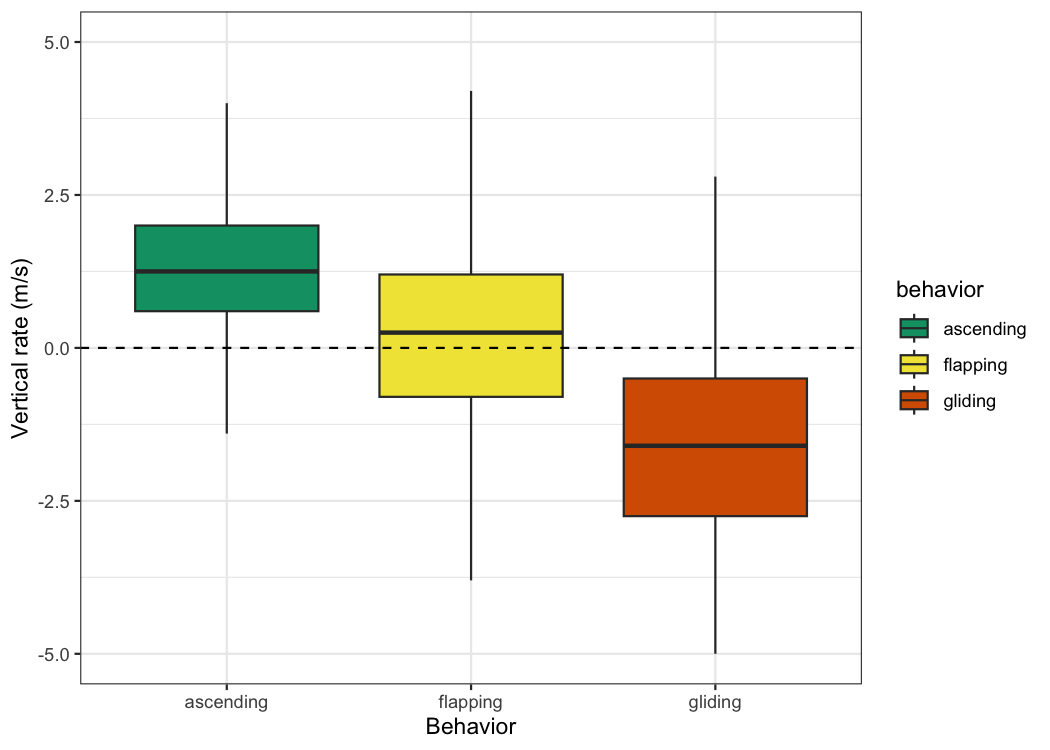 5.0
2.5
0.0
-2.5
-5.0
Vertical rate (m/s)
ascending
flapping
gliding
Behavior
behavior
ascending
flapping
gliding